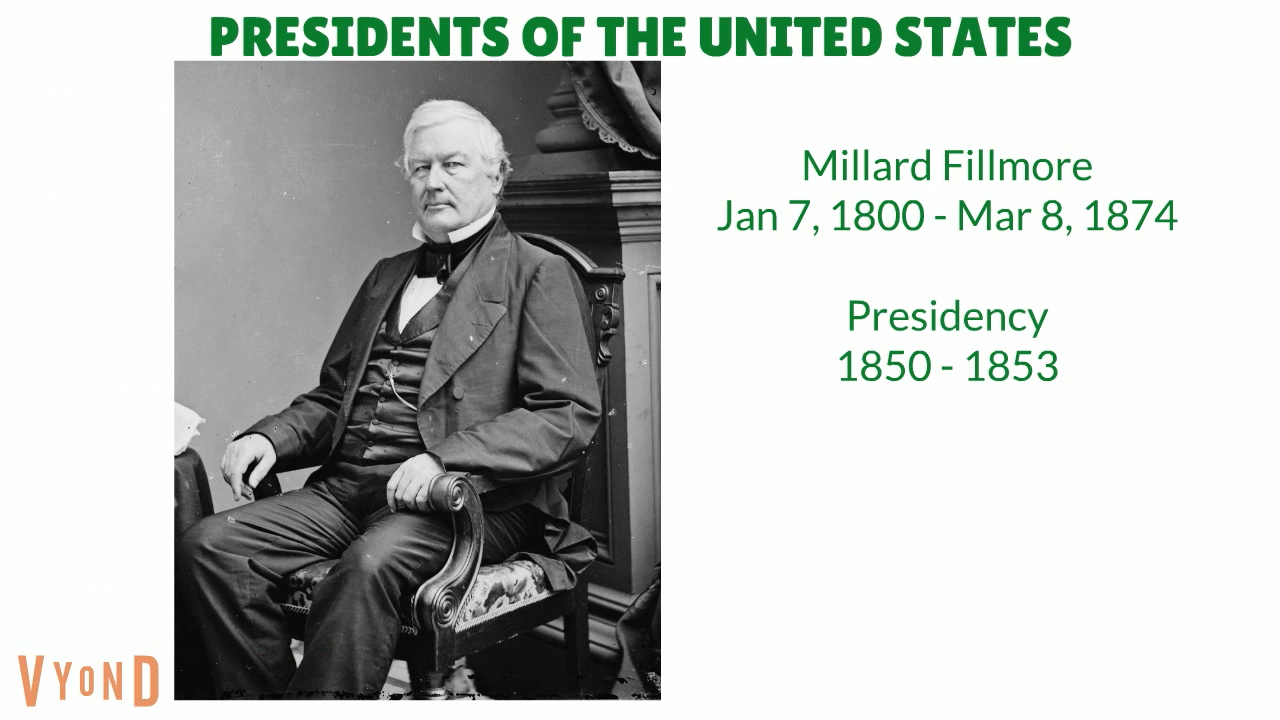 PRESIDENTS OF THE UNITED STATES
Millard Fillmore
Jan 7, 1800 - Mar 8, 1874
Presidency
1850 - 1853
VYOND